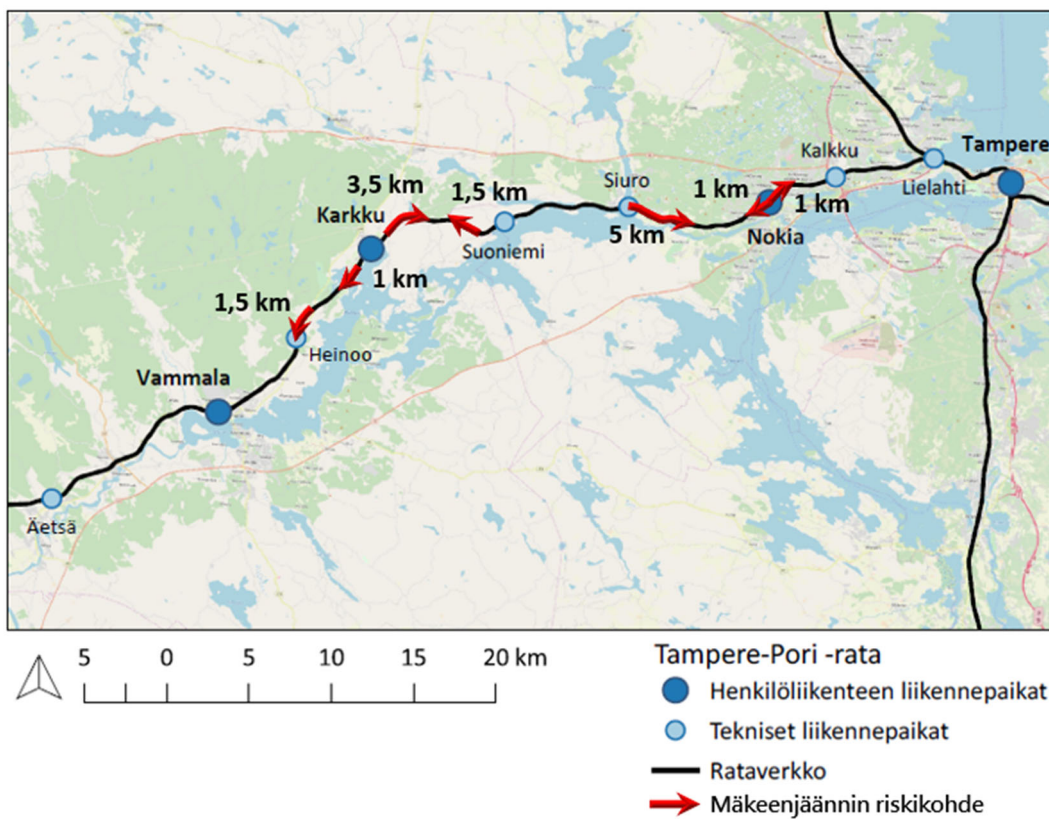 Tampere
Kalkku
Lielahti
Siuro
1 km
1 km
3,5 km
1,5 km
Karkku
Suoniemi
5 km
Nokia
1 km
1,5 km
Heinoo
Vammala
Äetsä
5 0 5 10 15 20 km
Tampere-Pori -rata
Henkilöliikenteen liikennepaikat
Tekniset liikennepaikat
Rataverkko
Mäkeenjäännin riskikohde